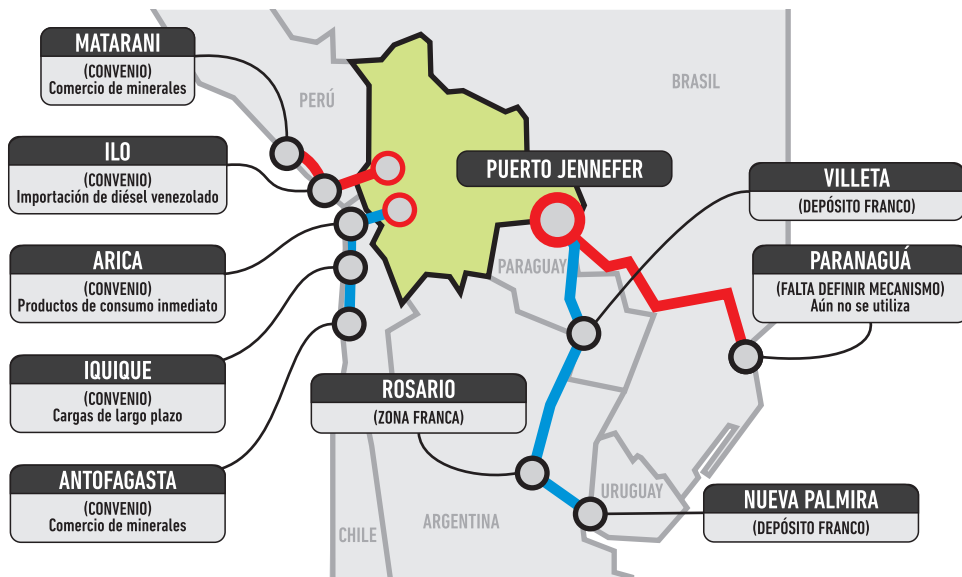 MATARANI
(CONVENIO)
Comercio de minerales
ILO
(CONVENIO)
Importación de diésel venezolado
ARICA
(CONVENIO)
Productos de consumo inmediato
IQUIQUE
(CONVENIO)
Cargas de largo plazo
ANTOFAGASTA
(CONVENIO)
Comercio de minerales
PERÚ
BRASIL
PUERTO JENNEFER
PARAGUAY
VILLETA
(DEPÓSITO FRANCO)
PARANAGUÁ
(FALTA DEFINIR MECANISMO)
Aún no se utiliza
ROSARIO
(ZONA FRANCA)
URUGUAY
NUEVA PALMIRA
(DEPÓSITO FRANCO)
CHILE
ARGENTINA